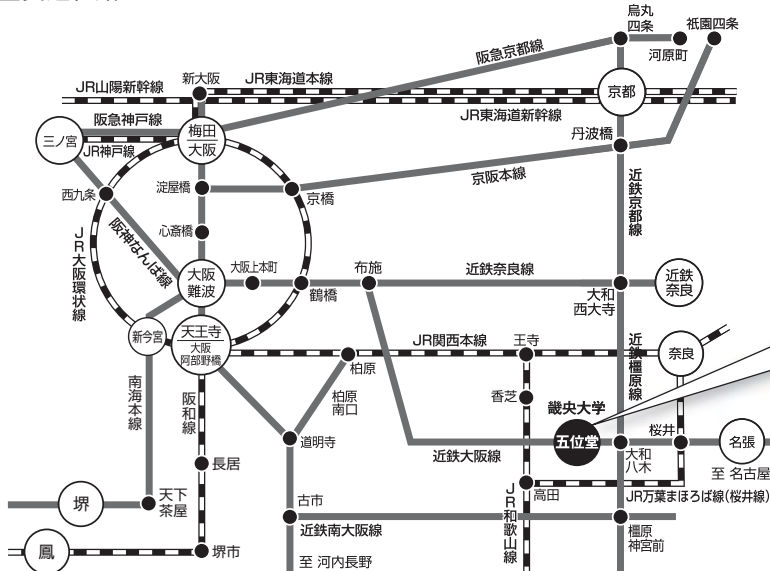 烏丸
四条
祇園四条
河原町
阪急京都線
新大阪
JR山陽新幹線
JR東海道本線
京都
JR東海道新幹線
阪急神戸線
三ノ宮
JR神戸線
梅田
大阪
丹波橋
淀屋橋
京橋
京阪本線
西九条
近鉄京都線
心斎橋
阪神なんば線
JR大阪環状線
大阪
難波
大阪上本町
鶴橋
布施
近鉄奈良線
大和
西大寺
近鉄
奈良
新今宮
天王寺
大阪
阿部野橋
JR関西本線
王寺
近鉄橿原線
奈良
柏原
柏原
南口
香芝
南海本線
阪和線
畿央大学
五位堂
桜井
名張
道明寺
近鉄大阪線
大和
八木
至 名古屋
長居
高田
JR万葉まほろば線(桜井線)
堺
天下
茶屋
古市
近鉄南大阪線
JR和歌山線
橿原
神宮前
鳳
堺市
至 河内長野